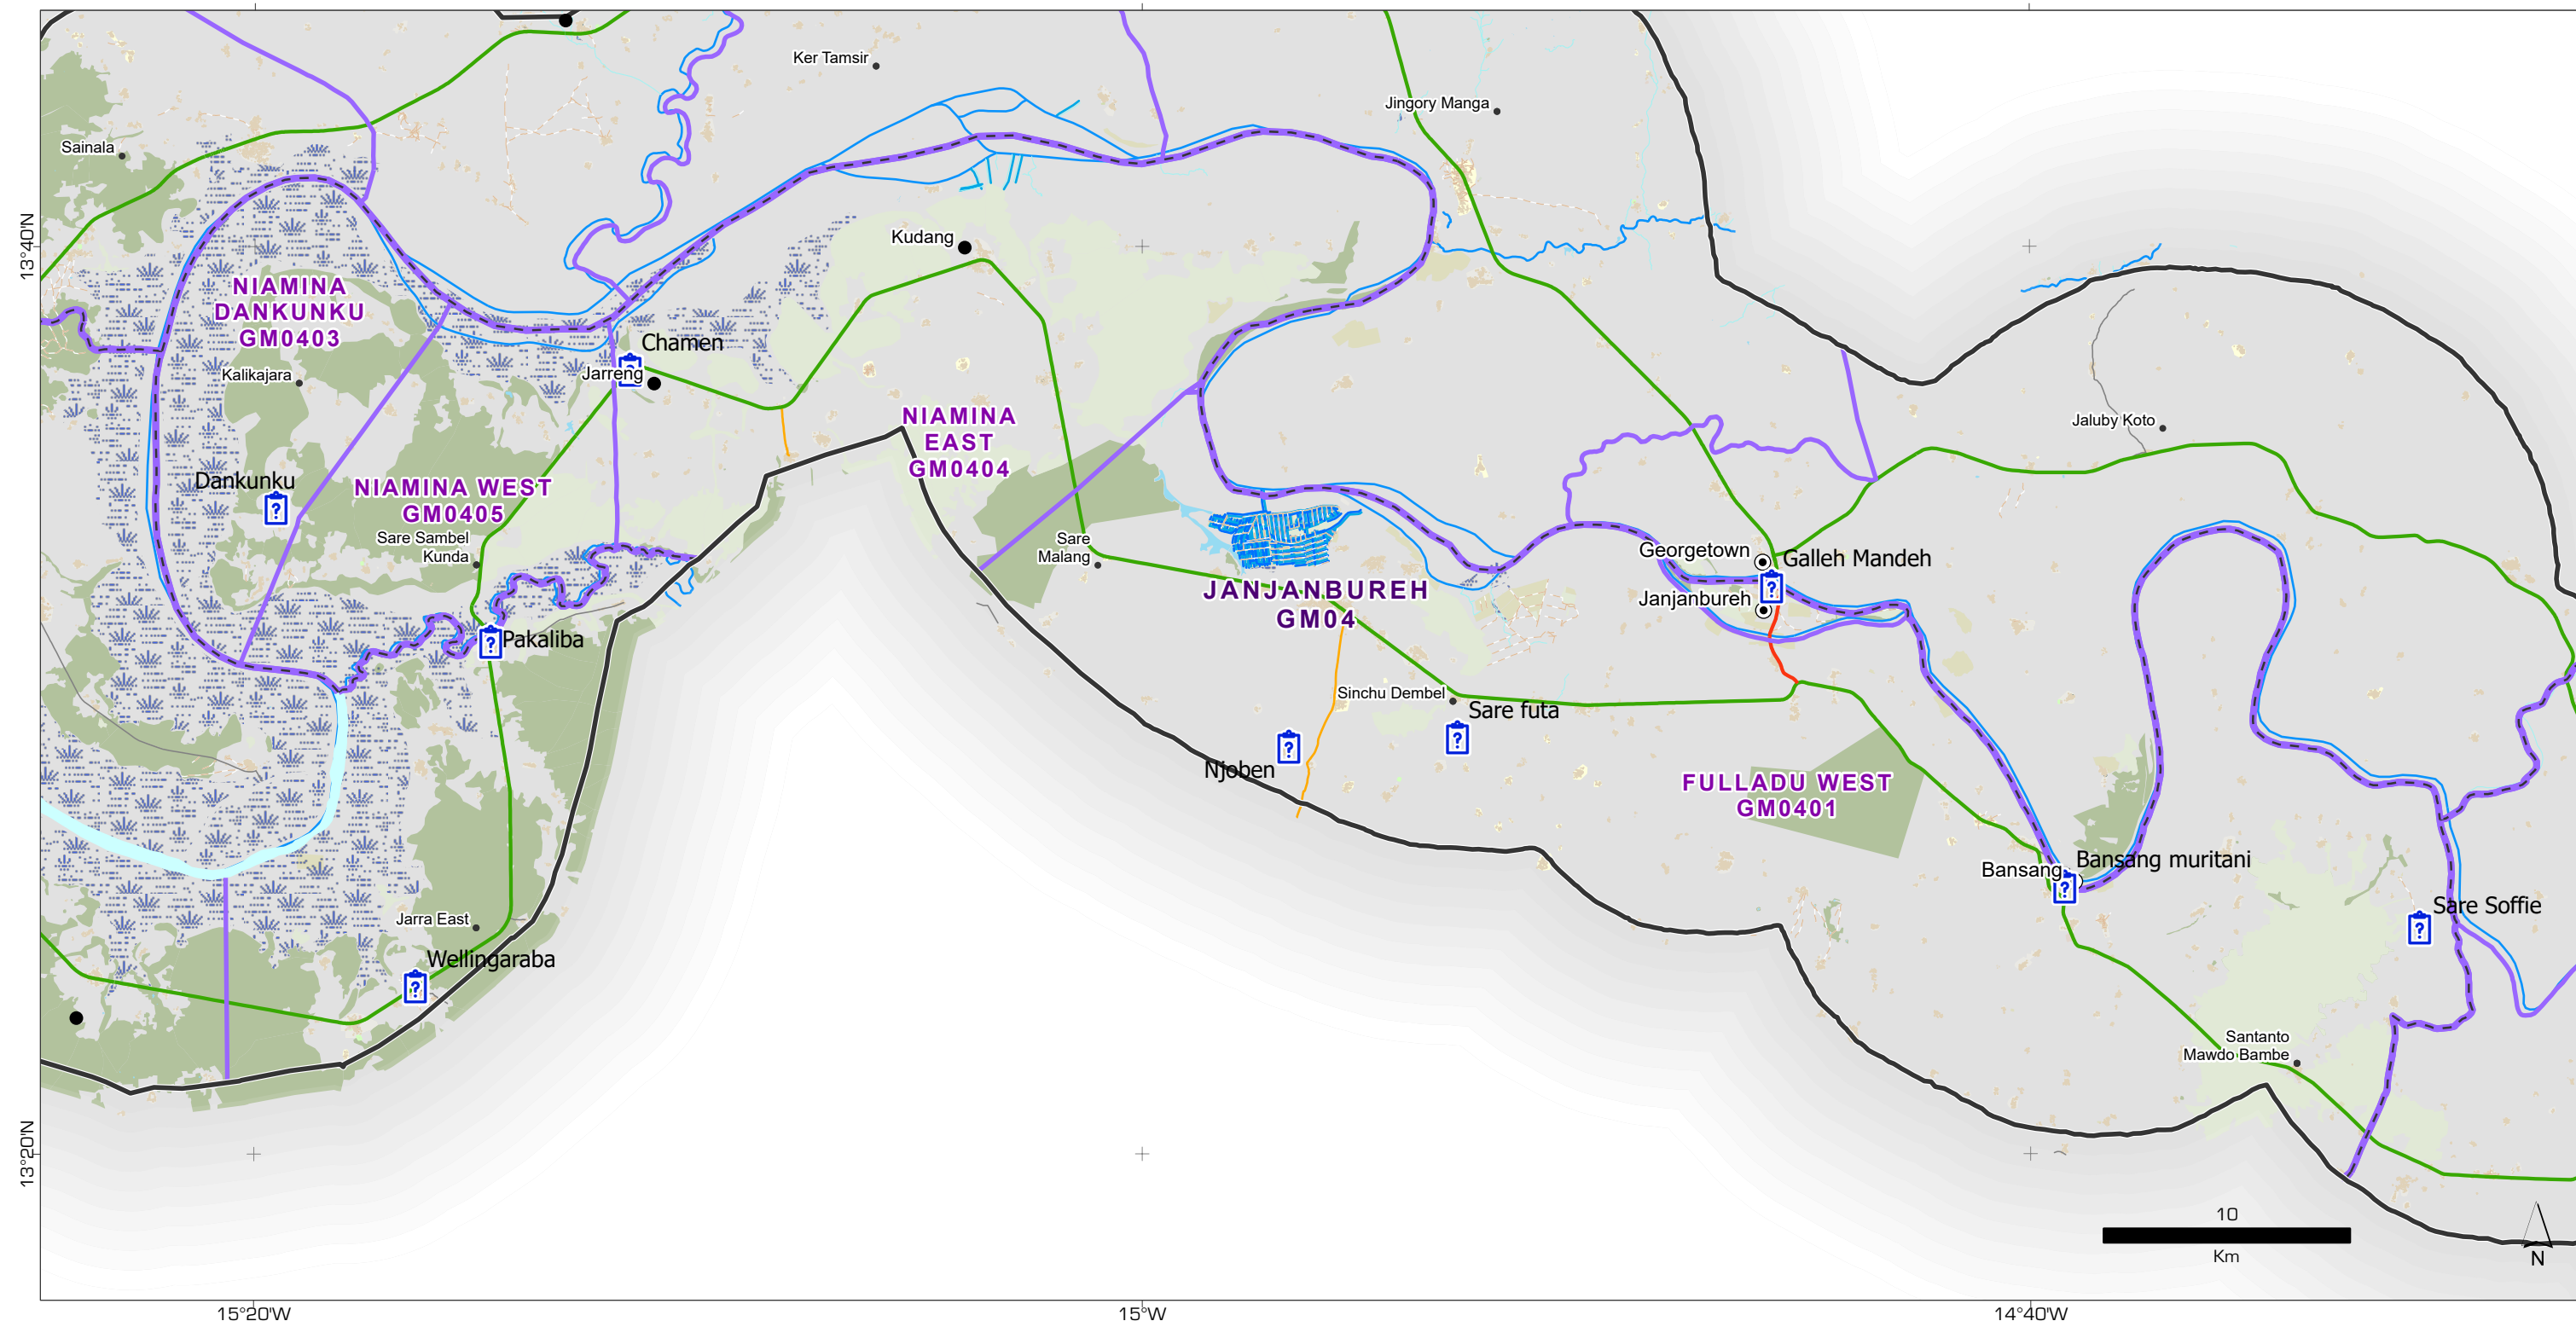 Ker Tamsir
Jingory Manga
Sainala
13°40'N
Kudang
NIAMINA
DANKUNKU
GM0403
Chamen
Jarreng
?
Kalikajara
NIAMINA
EAST
GM0404
Jaluby Koto
Dankunku
?
NIAMINA WEST
GM0405
Sare Sambel
Kunda
Sare
Malang
Georgetown
Galleh Mandeh
?
Janjanbureh
JANJANBUREH
GM04
Pakaliba
?
Sinchu Dembel
Sare futa
?
Njoben
?
FULLADU WEST
GM0401
Bansang
Bansang muritani
?
Sare Soffie
?
Jarra East
Wellingaraba
?
Santanto
Mawdo Bambe
13°20'N
10
Km
N
15°20'W
15°W
14°40'W